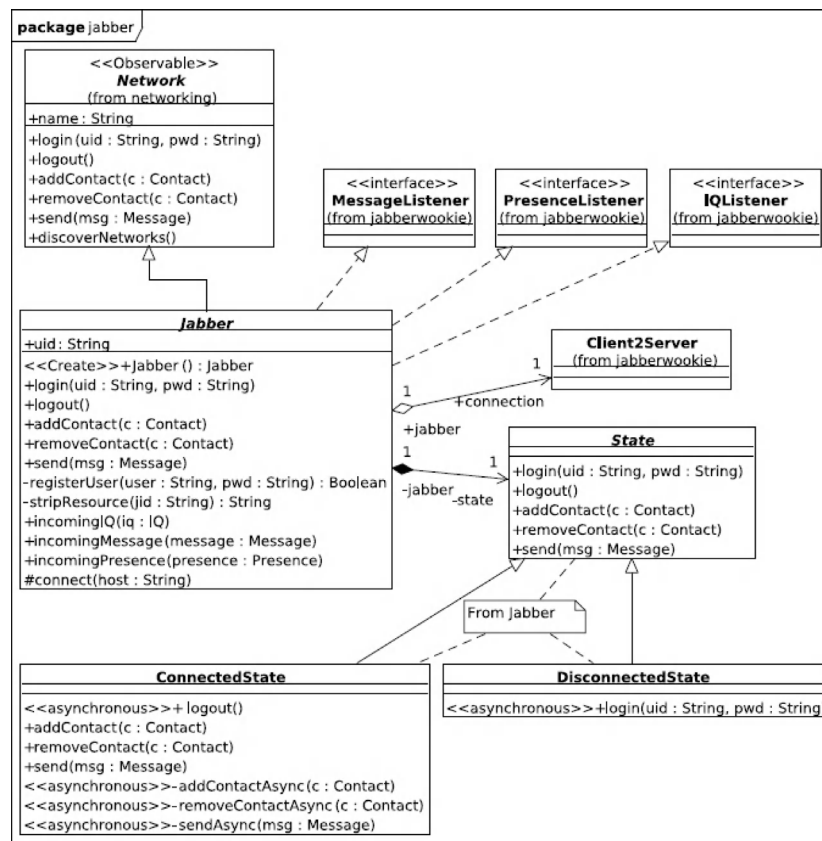 package jabber
<<Observable>>
Network
(from networking)
+name : String
+login(uid : String, pwd : String)
+logout()
+addContact(c : Contact)
+removeContact(c : Contact)
+send(msg : Message)
+discoverNetworks()
<<interface>>
MessageListener
(from jabberwookie)
<<interface>>
PresenceListener
(from jabberwookie)
<<interface>>
IQListener
(from jabberwookie)
Jabber
+uid : String
<<Create>>+Jabber() : Jabber
+login(uid : String, pwd : String)
+logout()
+addContact(c : Contact)
+removeContact(c : Contact)
+send(msg : Message)
-registerUser(user : String, pwd : String) : Boolean
-stripResource(jid : String) : String
+incomingIQ(iq : IQ)
+incomingMessage(message : Message)
+incomingPresence(presence : Presence)
#connect(host : String)
Client2Server
(from jabberwookie)
1
1
+connection
+jabber
1
1
-jabber
-state
State
+login(uid : String, pwd : String)
+logout()
+addContact(c : Contact)
+removeContact(c : Contact)
+send(msg : Message)
From Jabber
ConnectedState
<<asynchronous>>+ logout()
+addContact(c : Contact)
+removeContact(c : Contact)
+send(msg : Message)
<<asynchronous>>-addContactAsync(c : Contact)
<<asynchronous>>-removeContactAsync(c : Contact)
<<asynchronous>>-sendAsync(msg : Message)
DisconnectedState
<<asynchronous>>+login(uid : String, pwd : String